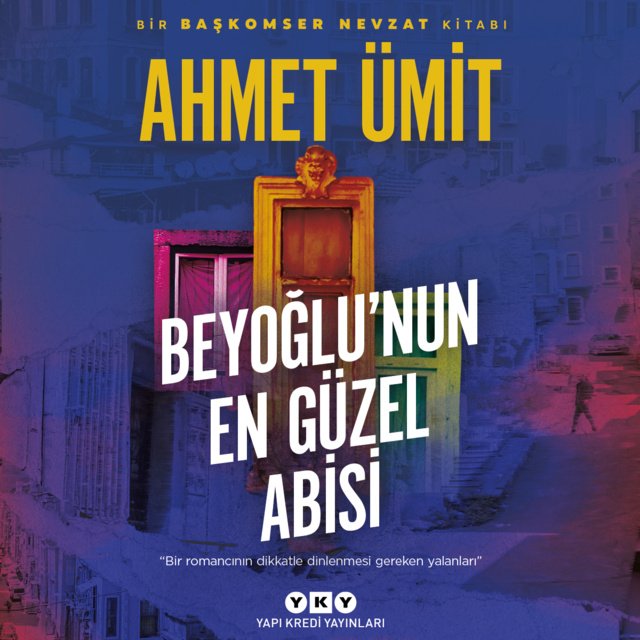 BİR BAŞKOMSER NEVZAT KİTABI
AHMET ÜMİT
BEYOĞLU'NUN
EN GÜZEL
ABİSİ
“Bir romancının dikkatle dinlenmesi gereken yalanları”
YKY
YAPI KREDİ YAYINLARI